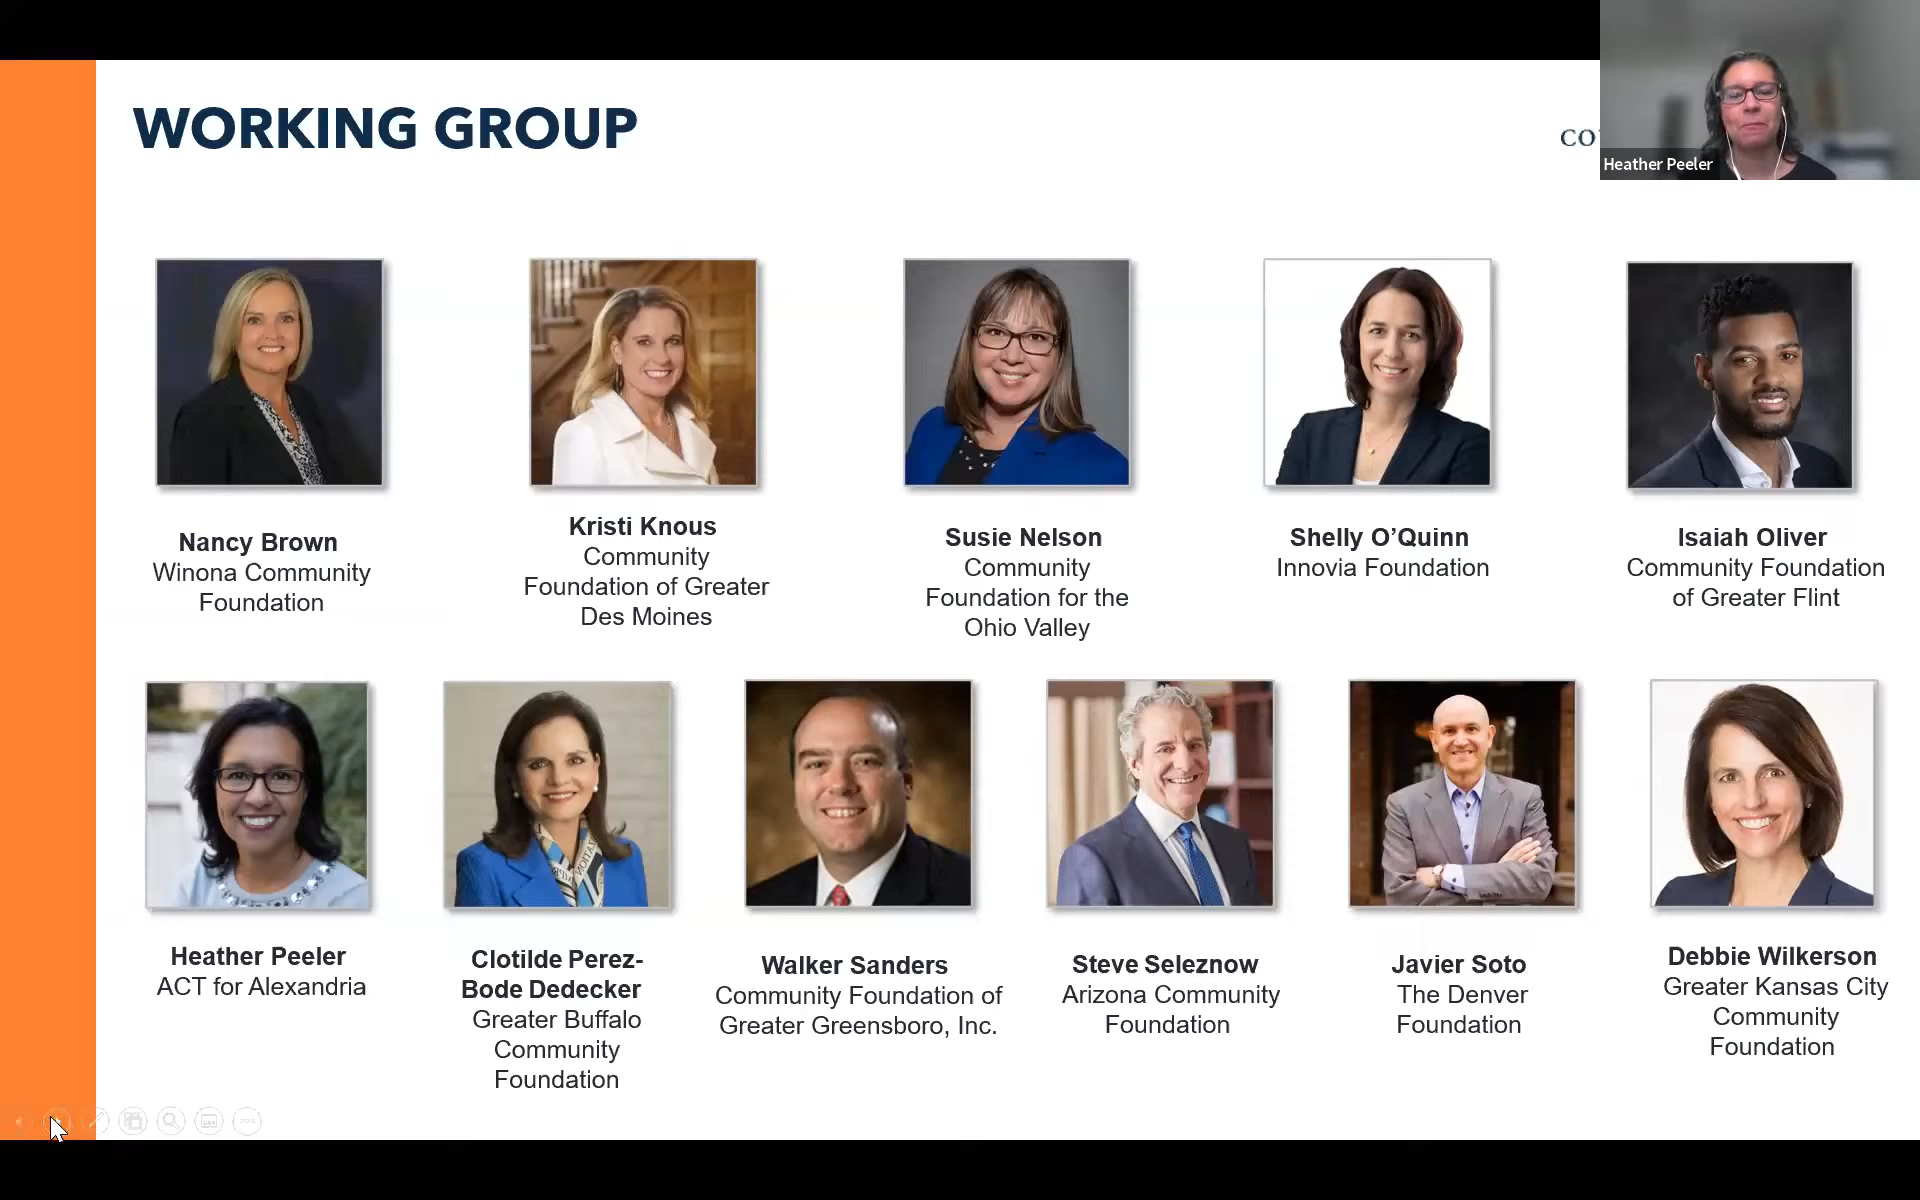 WORKING GROUP
CO
Heather Peeler
Nancy Brown
Winona Community
Foundation
Kristi Knous
Community
Foundation of Greater
Des Moines
Susie Nelson
Community
Foundation for the
Ohio Valley
Shelly O’Quinn
Innovia Foundation
Isaiah Oliver
Community Foundation
of Greater Flint
Heather Peeler
ACT for Alexandria
Clotilde Perez-
Bode Dedecker
Greater Buffalo
Community
Foundation
Walker Sanders
Community Foundation of
Greater Greensboro, Inc.
Steve Seleznow
Arizona Community
Foundation
Javier Soto
The Denver
Foundation
Debbie Wilkerson
Greater Kansas City
Community
Foundation